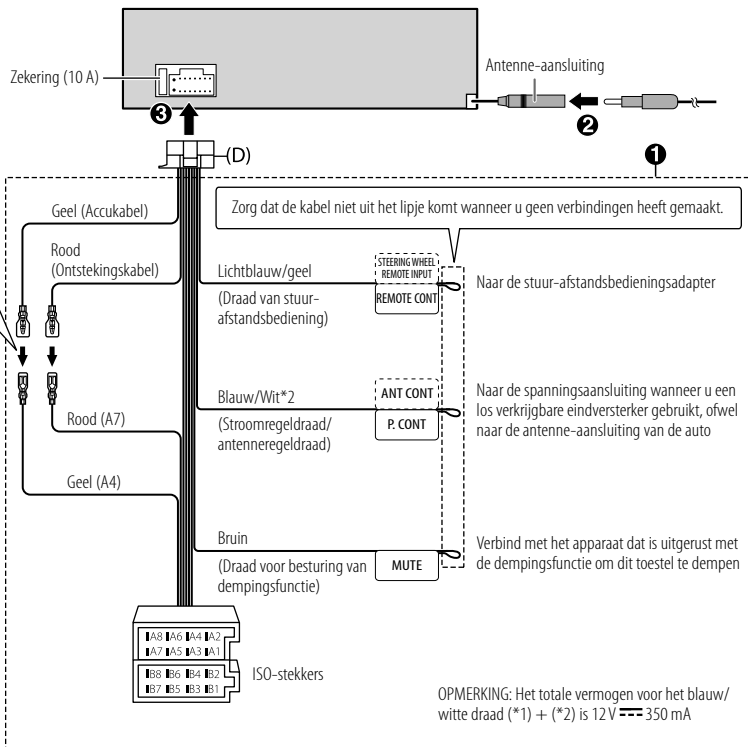 Zekering (10 A)
Antenne-aansluiting
❸
❷
(D)
❶
Geel (Accukabel)
Zorg dat de kabel niet uit het lipje komt wanneer u geen verbindingen heeft gemaakt.
Rood
(Ontstekingskabel)
Lichtblauw/geel
(Draad van stuur-
afstandsbediening)
STEERING WHEEL
REMOTE INPUT
REMOTE CONT
Naar de stuur-afstandsbedieningsadapter
Blauw/Wit*2
(Stroomregeldraad/
antenneregeldraad)
ANT CONT
P. CONT
Naar de spanningsaansluiting wanneer u een
los verkrijgbare eindversterker gebruikt, ofwel
naar de antenne-aansluiting van de auto
Rood (A7)
Geel (A4)
Bruin
(Draad voor besturing van
dempingsfunctie)
MUTE
Verbind met het apparaat dat is uitgerust met
de dempingsfunctie om dit toestel te dempen
A8 A6 A4 A2
A7 A5 A3 A1
B8 B6 B4 B2
B7 B5 B3 B1
ISO-stekkers
OPMERKING: Het totale vermogen voor het blauw/
witte draad (*1) + (*2) is 12 V ⎓ 350 mA